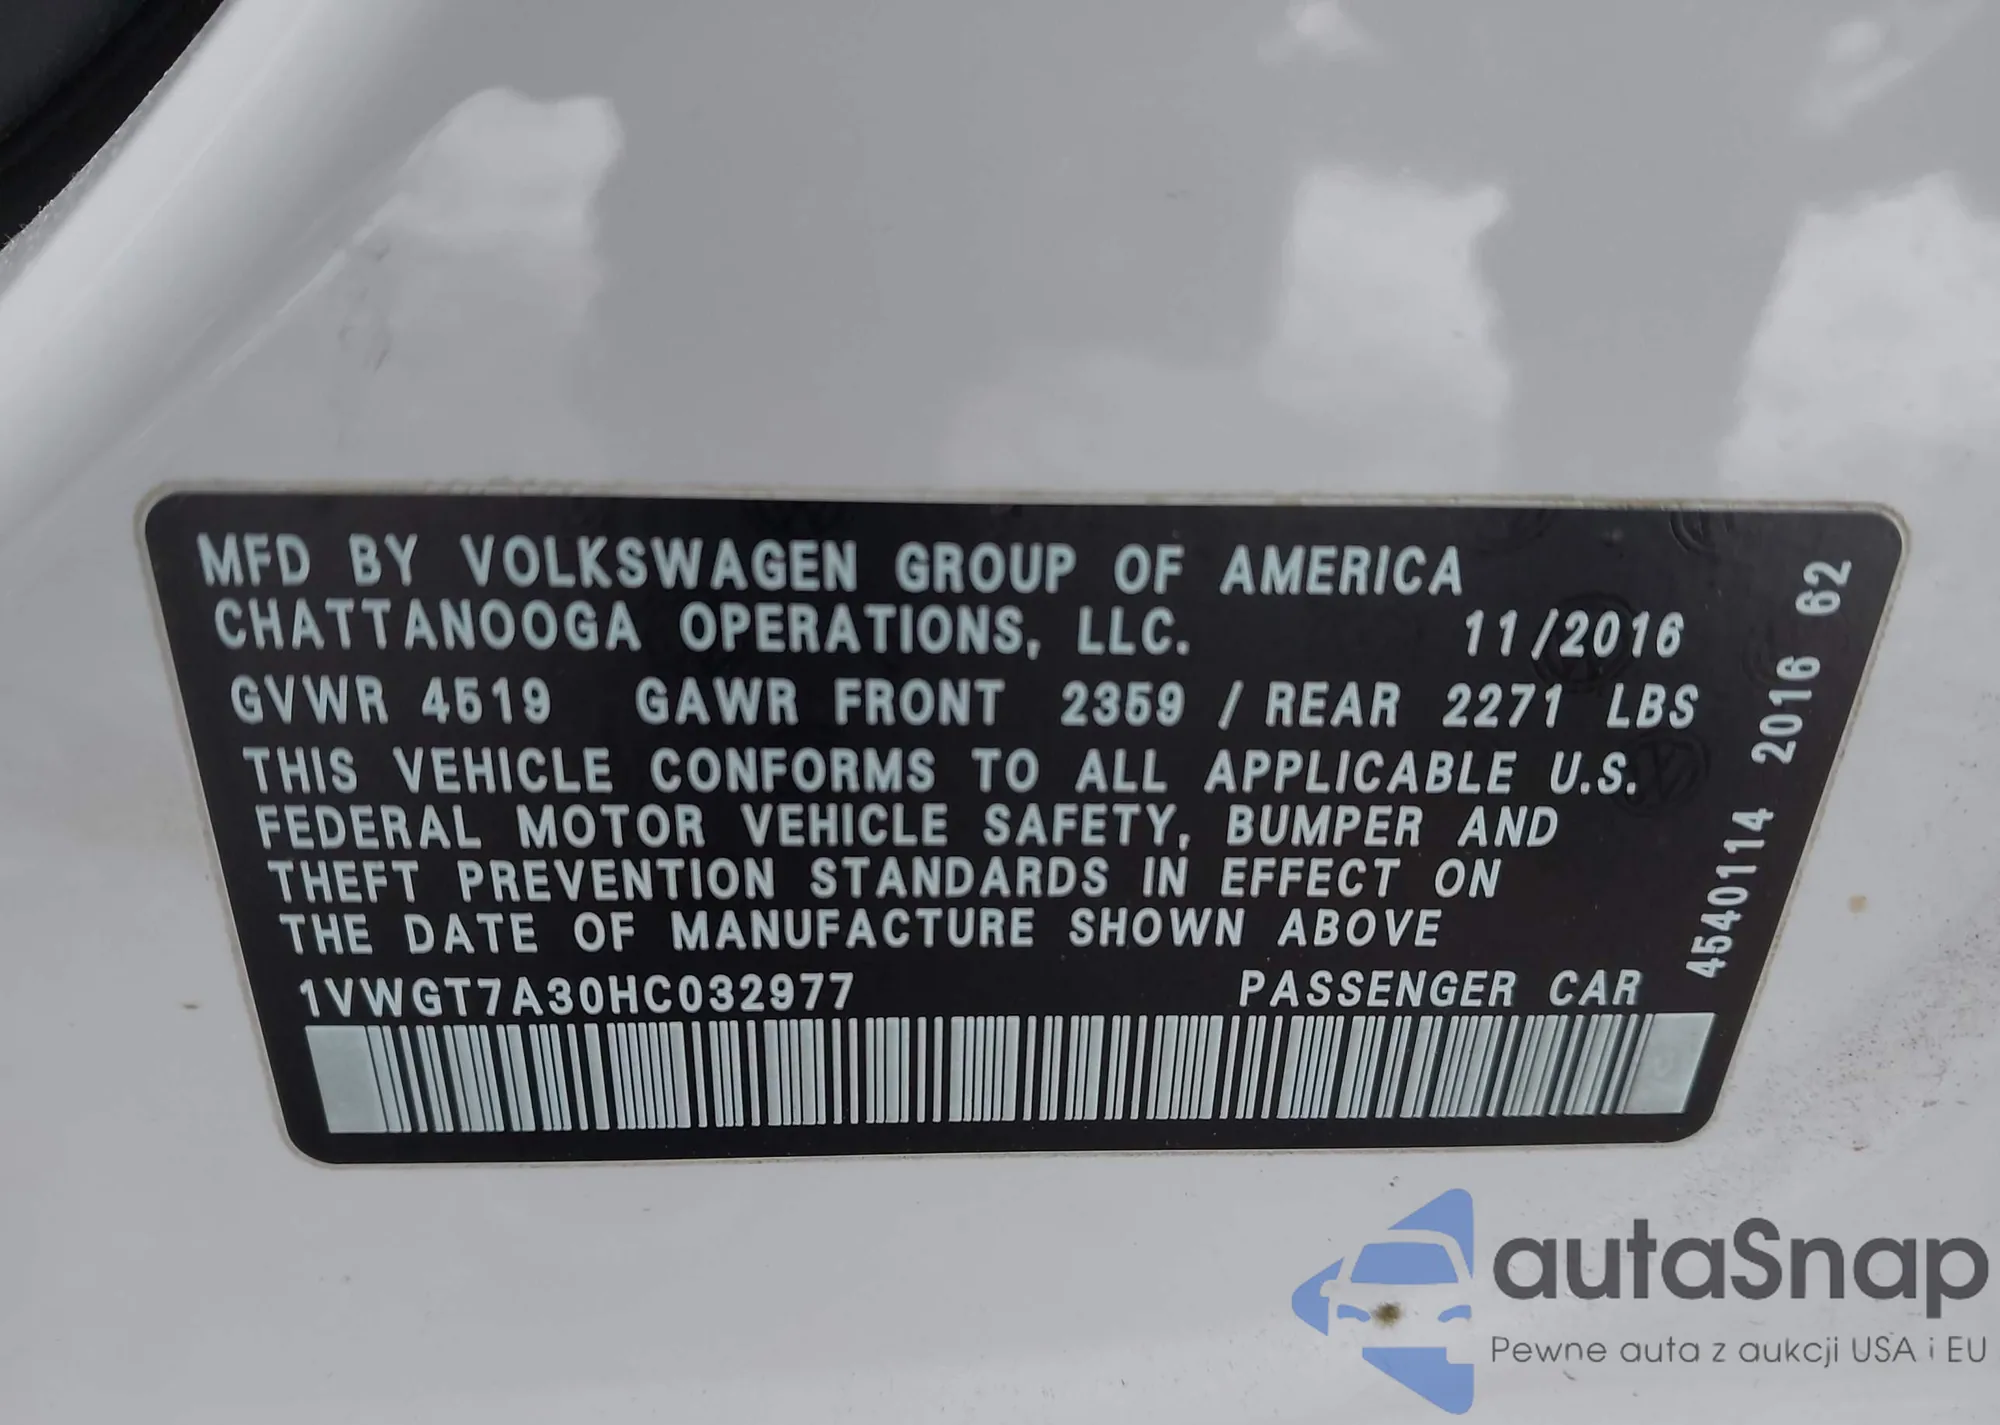 MFD BY VOLKSWAGEN GROUP OF AMERICA
CHATTANOOGA OPERATIONS, LLC. 11/2016
GVWR 4519 GAWR FRONT 2359 / REAR 2271 LBS
THIS VEHICLE CONFORMS TO ALL APPLICABLE U.S.
FEDERAL MOTOR VEHICLE SAFETY, BUMPER AND
THEFT PREVENTION STANDARDS IN EFFECT ON
THE DATE OF MANUFACTURE SHOWN ABOVE
1VWGT7A30HC032977 PASSENGER CAR
4540114 2016 62
autaSnap
Pewne auta z aukcji USA i EU